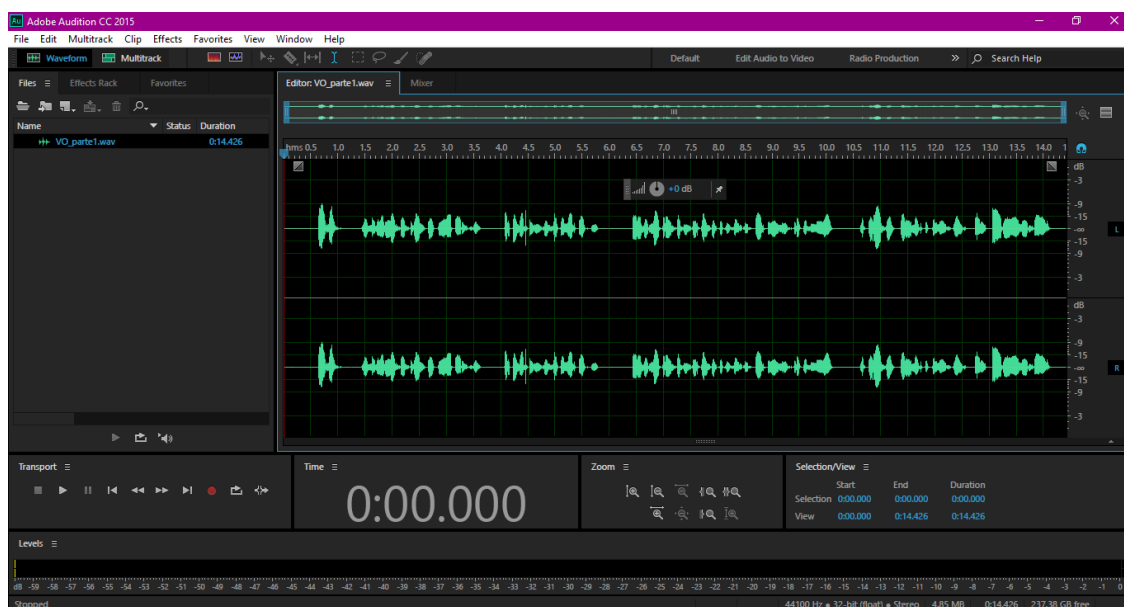 Au Adobe Audition CC 2015
File Edit Multitrack Clip Effects Favorites View Window Help
Waveform Multitrack Default Edit Audio to Video Radio Production » Search Help
Files Effects Rack Favorites
Name Status Duration
VO_parte1.wav 0:14.426
Editor: VO_parte1.wav Mixer
hms 0.5 1.0 1.5 2.0 2.5 3.0 3.5 4.0 4.5 5.0 5.5 6.0 6.5 7.0 7.5 8.0 8.5 9.0 9.5 10.0 10.5 11.0 11.5 12.0 12.5 13.0 13.5 14.0 1
+0 dB
dB
-3
-9
-15
-∞
-15
-9
-3
L
dB
-3
-9
-15
-∞
-15
-9
-3
R
Transport
Time
0:00.000
Zoom
Selection/View
Start End Duration
Selection 0:00.000 0:00.000 0:00.000
View 0:00.000 0:14.426 0:14.426
Levels
dB -59 -58 -57 -56 -55 -54 -53 -52 -51 -50 -49 -48 -47 -46 -45 -44 -43 -42 -41 -40 -39 -38 -37 -36 -35 -34 -33 -32 -31 -30 -29 -28 -27 -26 -25 -24 -23 -22 -21 -20 -19 -18 -17 -16 -15 -14 -13 -12 -11 -10 -9 -8 -7 -6 -5 -4 -3 -2 -1 0
Stopped 44100 Hz • 32-bit (float) • Stereo 4.85 MB 0:14.426 237.38 GB free